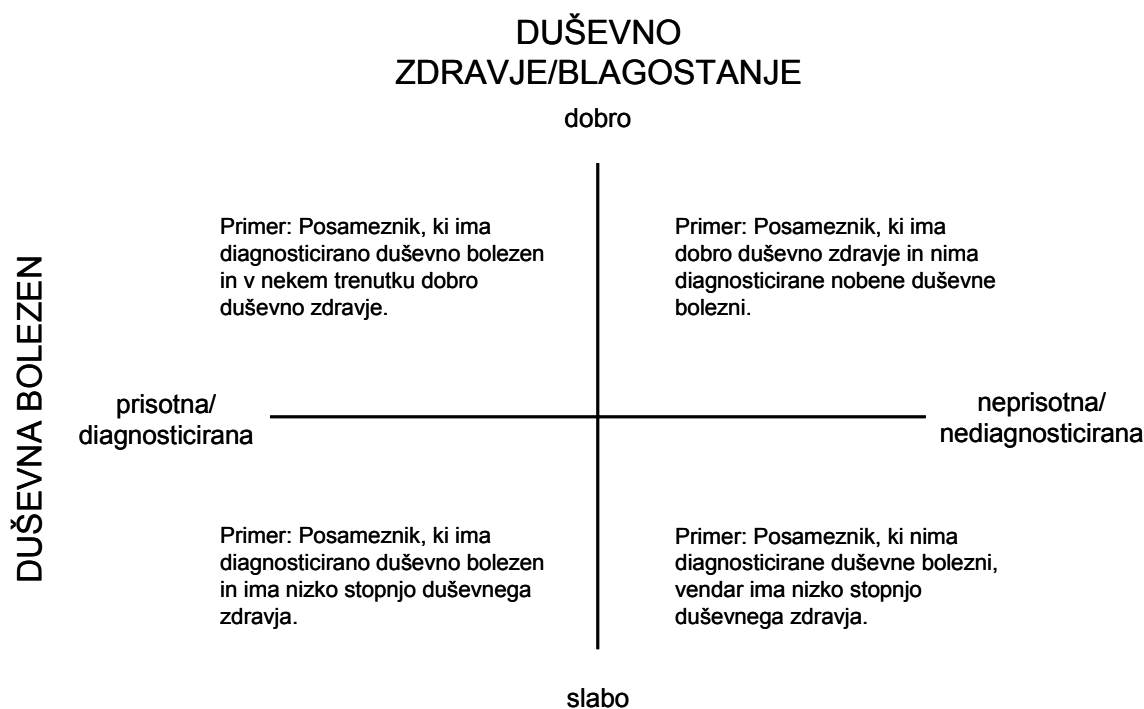 DUŠEVNO
ZDRAVJE/BLAGOSTANJE
dobro
Primer: Posameznik, ki ima
diagnosticirano duševno bolezen
in v nekem trenutku dobro
duševno zdravje.
Primer: Posameznik, ki ima
dobro duševno zdravje in nima
diagnosticirane nobene duševne
bolezni.
DUŠEVNA BOLEZEN
prisotna/
diagnosticirana
neprisotna/
nediagnosticirana
Primer: Posameznik, ki ima
diagnosticirano duševno bolezen
in ima nizko stopnjo duševnega
zdravja.
Primer: Posameznik, ki nima
diagnosticirane duševne bolezni,
vendar ima nizko stopnjo
duševnega zdravja.
slabo